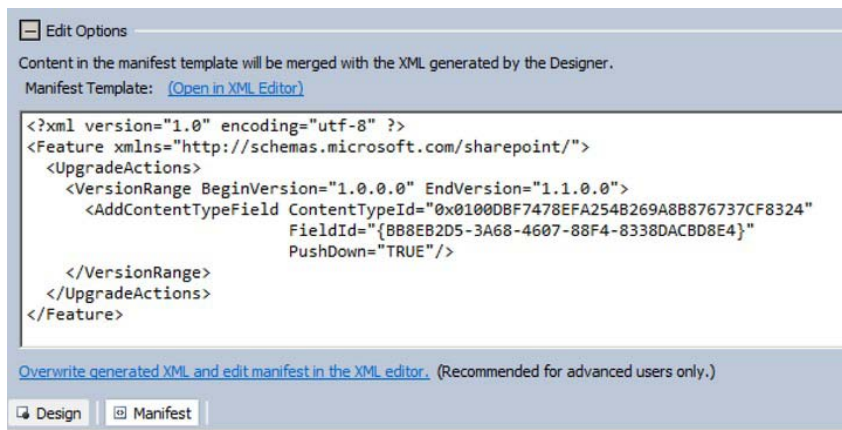 Edit Options
Content in the manifest template will be merged with the XML generated by the Designer.
Manifest Template: (Open in XML Editor)
<?xml version="1.0" encoding="utf-8" ?>
<Feature xmlns="http://schemas.microsoft.com/sharepoint/">
  <UpgradeActions>
    <VersionRange BeginVersion="1.0.0.0" EndVersion="1.1.0.0">
      <AddContentTypeField ContentTypeId="0x0100DBF7478EFA254B269A8B876737CF8324"
                           FieldId="{BB8EB2D5-3A68-4607-88F4-8338DACBD8E4}"
                           PushDown="TRUE"/>
    </VersionRange>
  </UpgradeActions>
</Feature>
Overwrite generated XML and edit manifest in the XML editor. (Recommended for advanced users only.)
Design Manifest